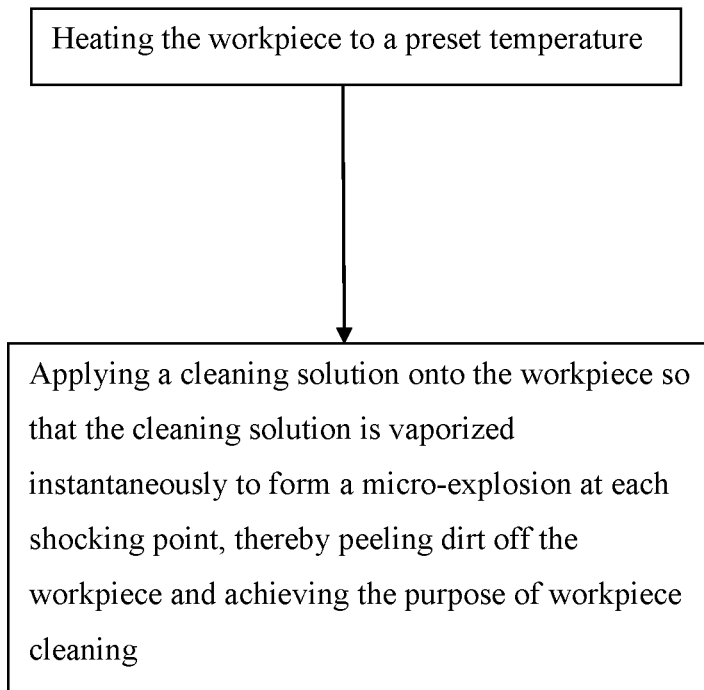 Heating the workpiece to a preset temperature
Applying a cleaning solution onto the workpiece so
that the cleaning solution is vaporized
instantaneously to form a micro-explosion at each
shocking point, thereby peeling dirt off the
workpiece and achieving the purpose of workpiece
cleaning